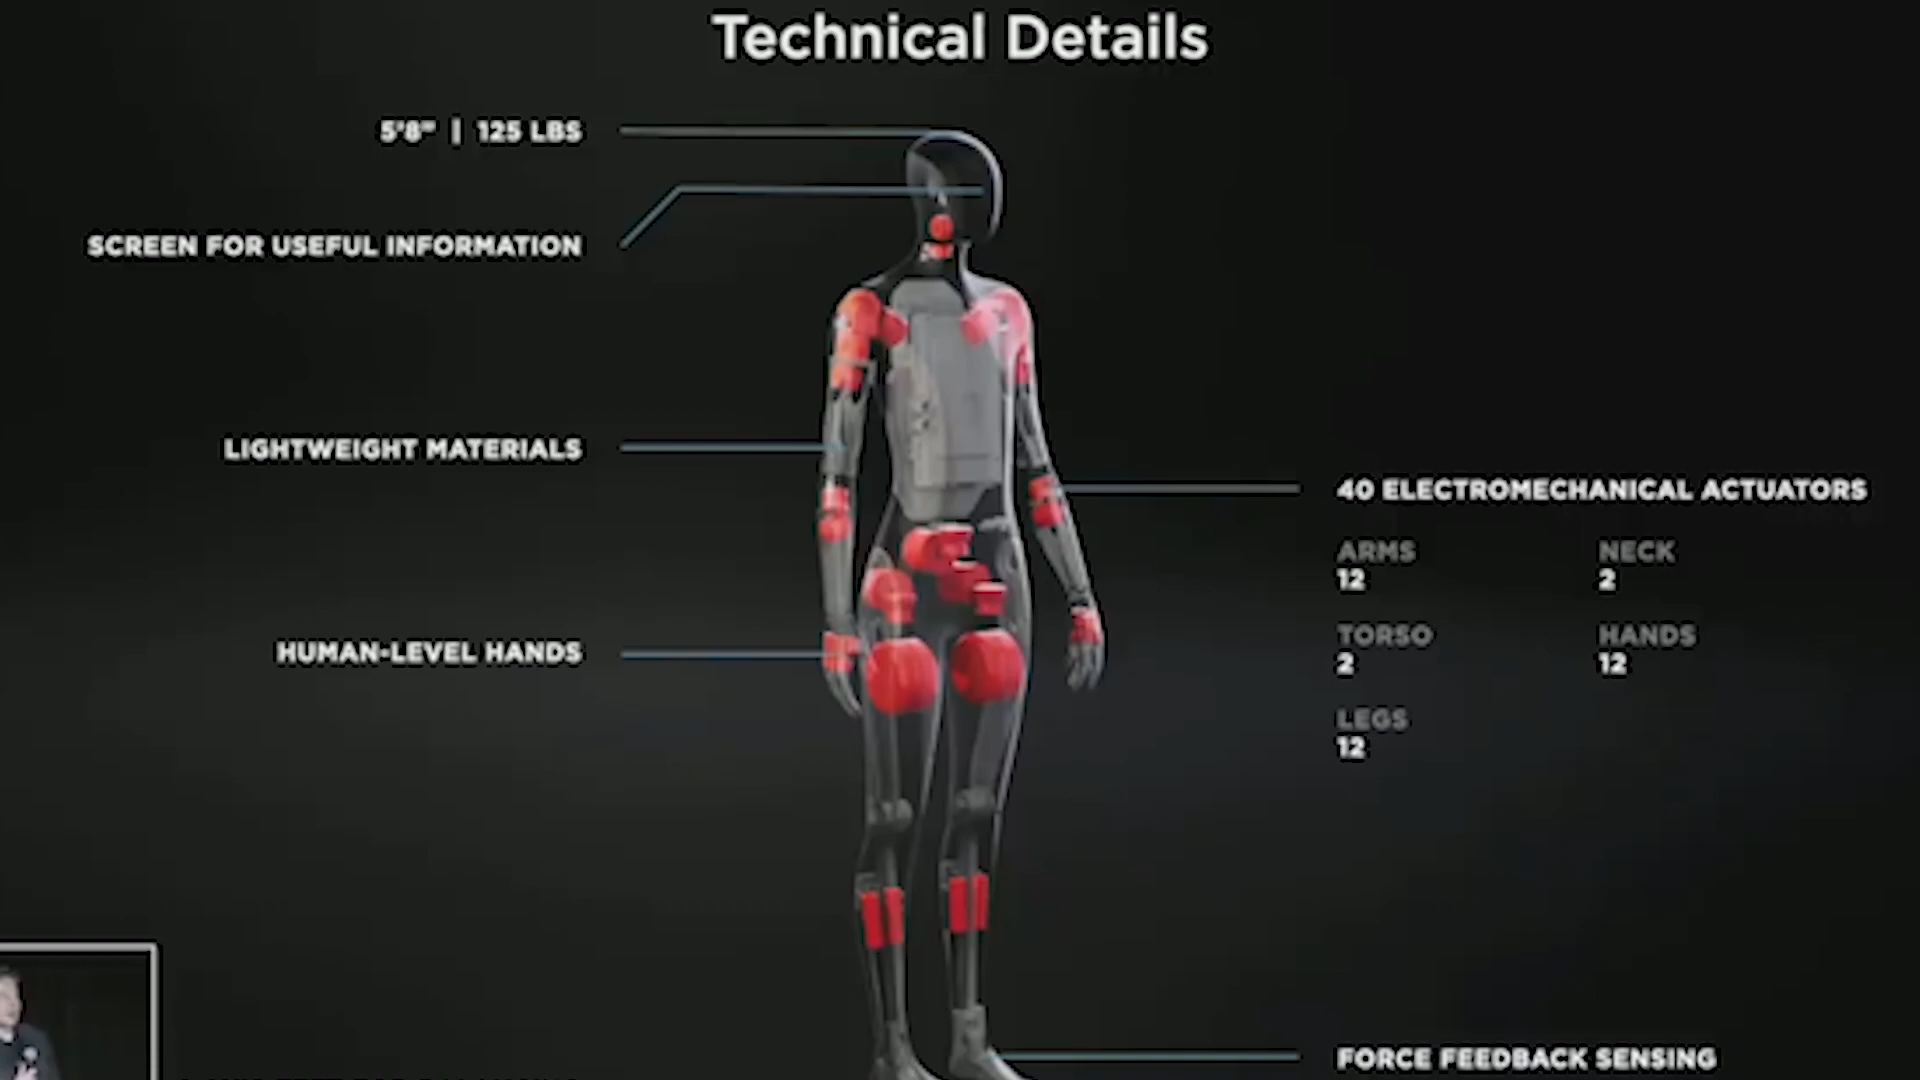 Technical Details
5'8" | 125 LBS
SCREEN FOR USEFUL INFORMATION
LIGHTWEIGHT MATERIALS
HUMAN-LEVEL HANDS
40 ELECTROMECHANICAL ACTUATORS
ARMS
12
NECK
2
TORSO
2
HANDS
12
LEGS
12
FORCE FEEDBACK SENSING